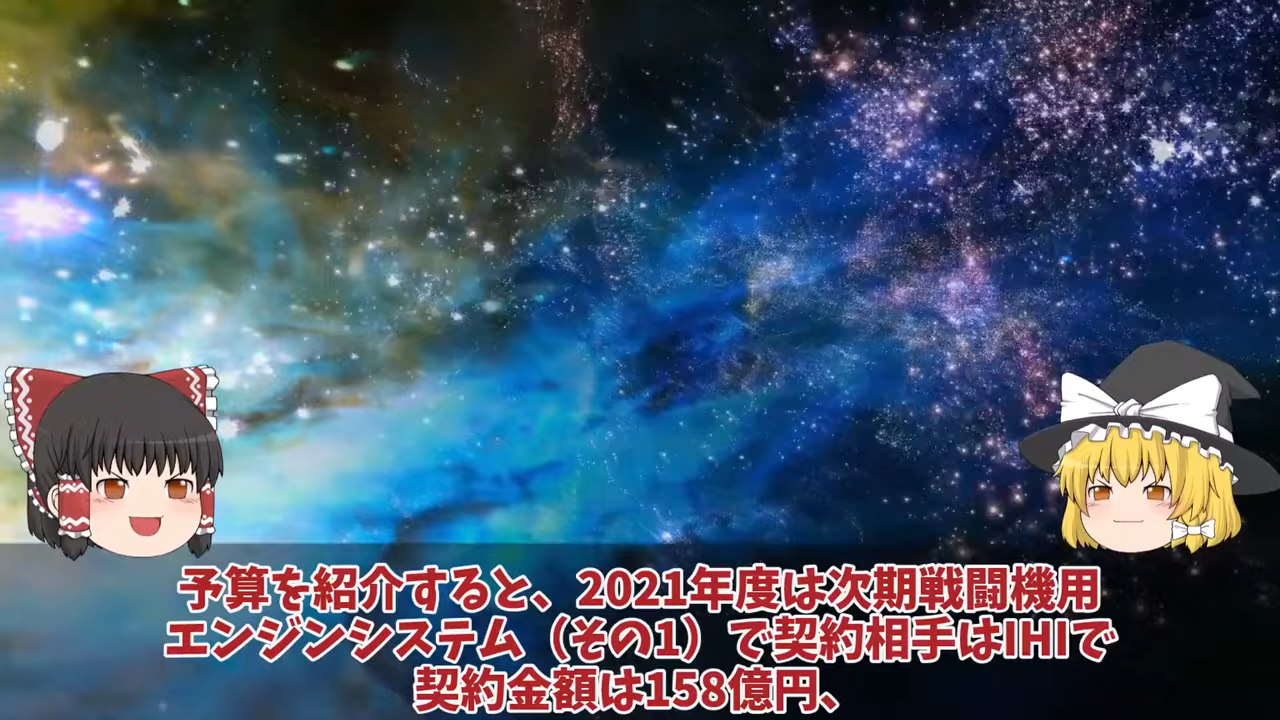 予算を紹介すると、2021年度は次期戦闘機用
エンジンシステム（その1）で契約相手はIHIで
契約金額は158億円、